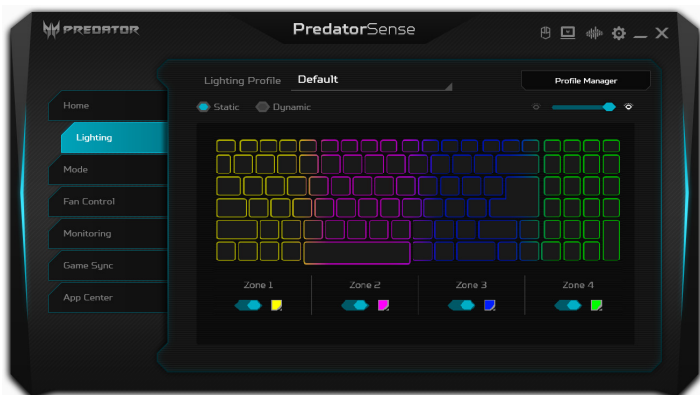 PREDATOR
PredatorSense
Lighting Profile Default
Profile Manager
Static Dynamic
Home
Lighting
Mode
Fan Control
Monitoring
Game Sync
App Center
Zone 1 Zone 2 Zone 3 Zone 4